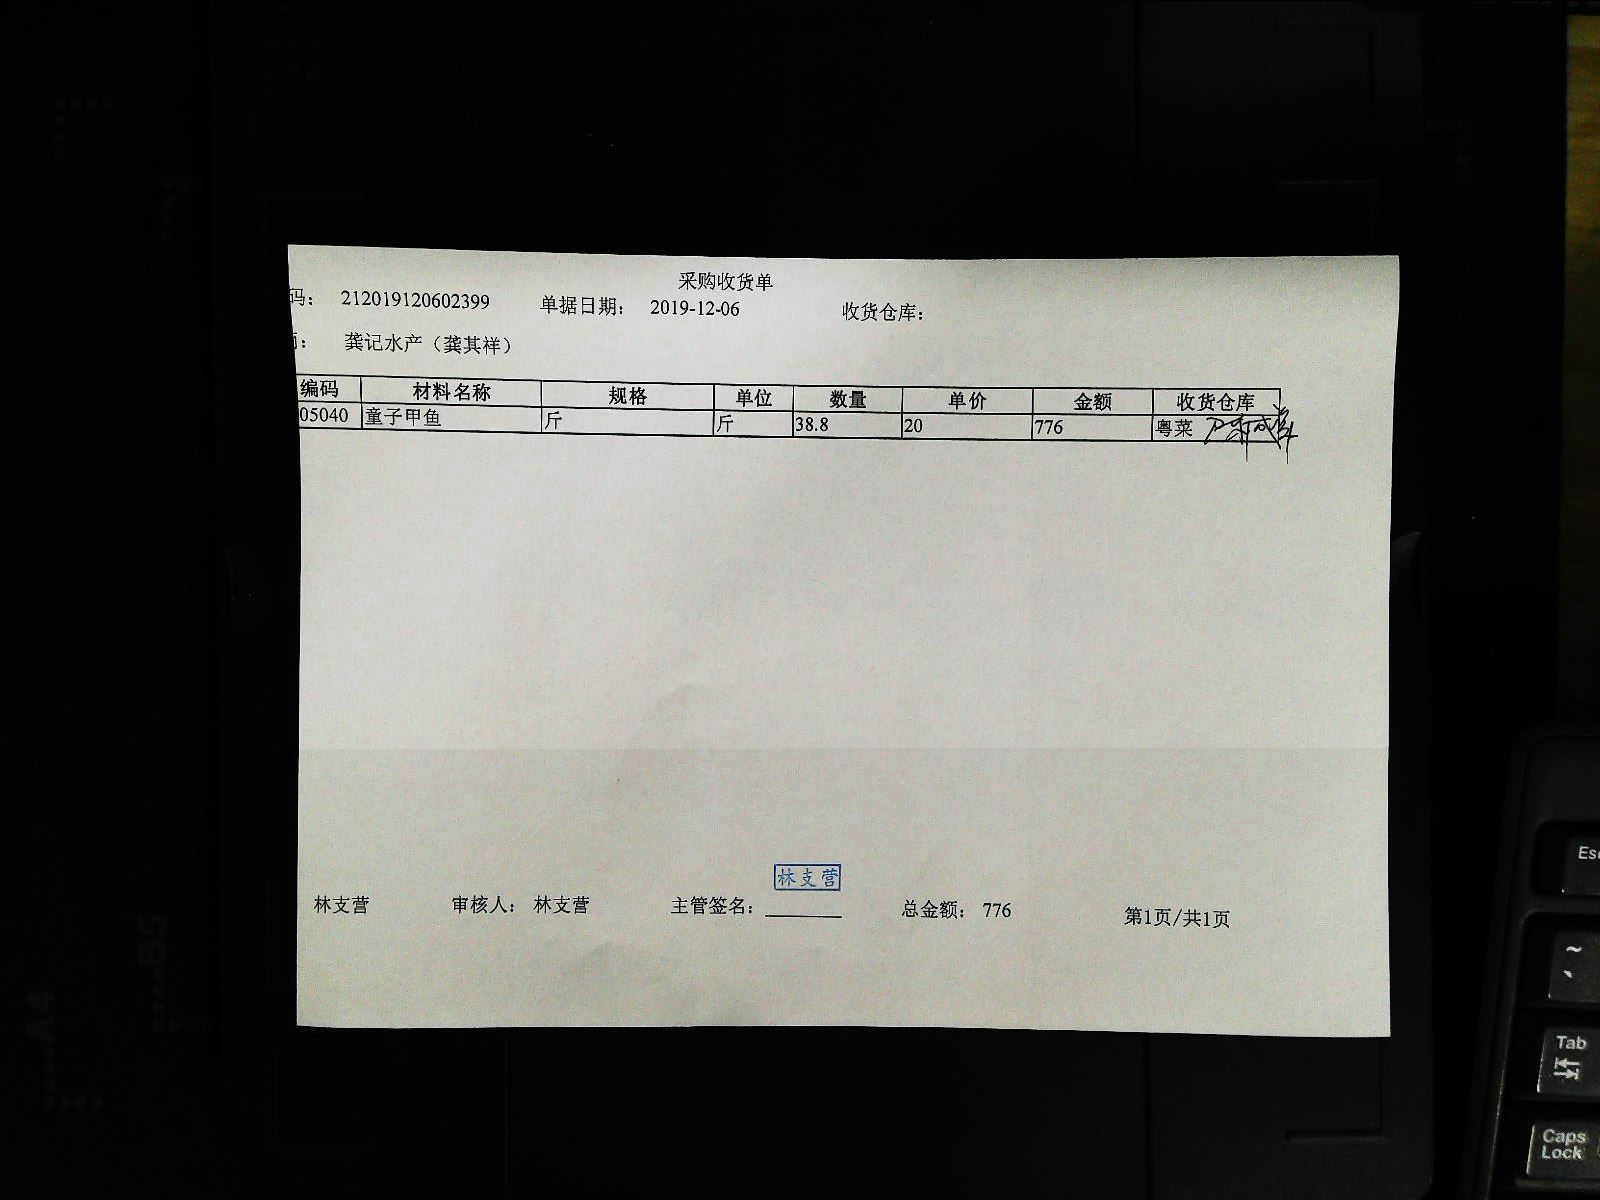 采购收货单
码： 212019120602399 单据日期： 2019-12-06 收货仓库：
龚记水产（龚其祥）
编码 材料名称 规格 单位 数量 单价 金额 收货仓库
05040 童子甲鱼 斤 斤 38.8 20 776 粤菜
林支营
林支营 审核人： 林支营 主管签名： 总金额： 776 第1页/共1页
Esc
~
Tab
Caps
Lock